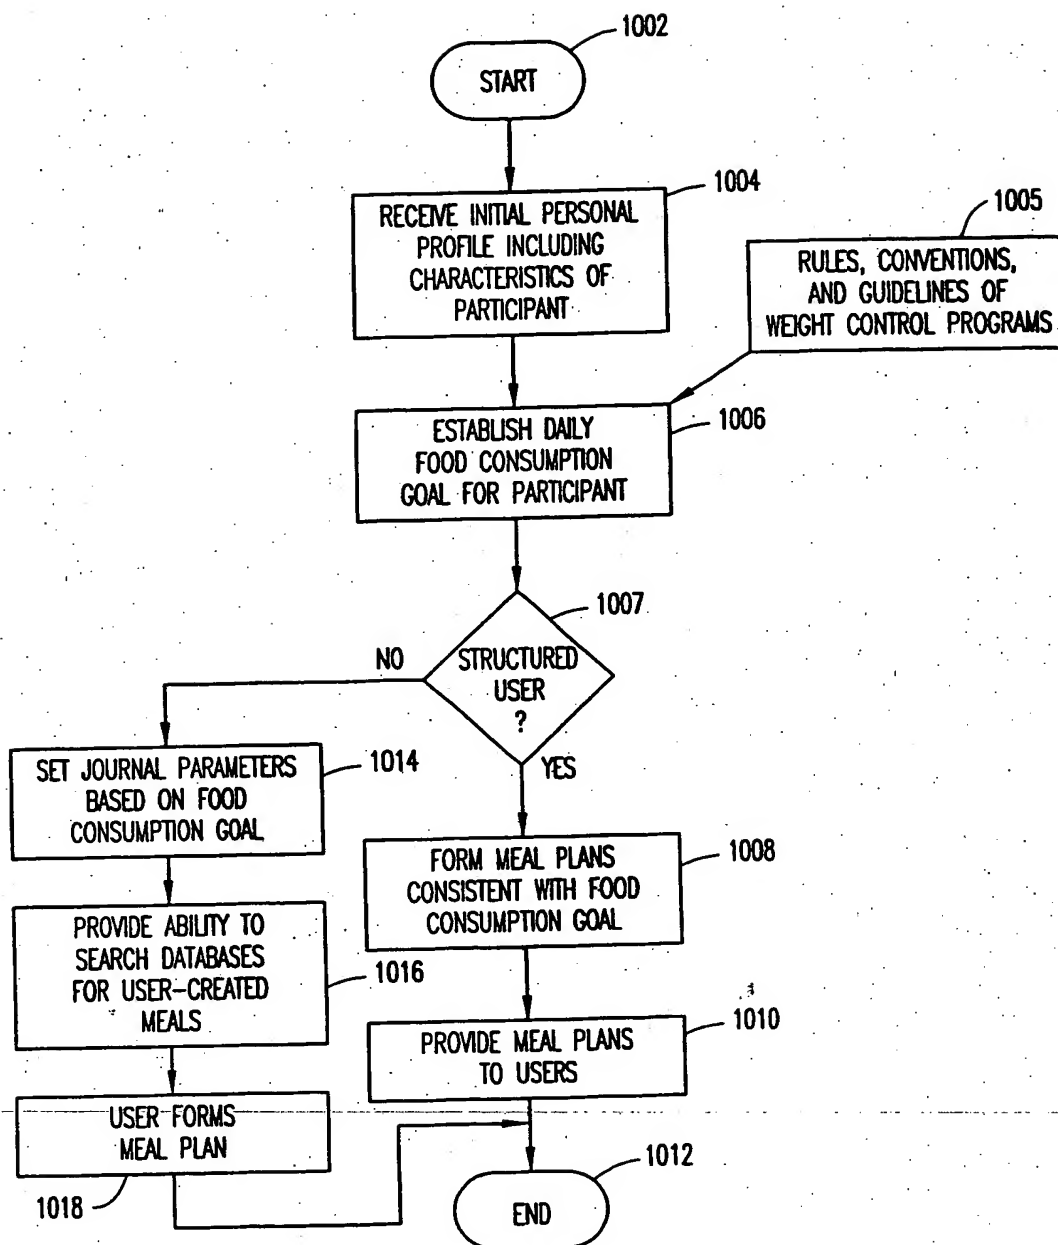 1002
START
1004
RECEIVE INITIAL PERSONAL
PROFILE INCLUDING
CHARACTERISTICS OF
PARTICIPANT
1005
RULES, CONVENTIONS,
AND GUIDELINES OF
WEIGHT CONTROL PROGRAMS
1006
ESTABLISH DAILY
FOOD CONSUMPTION
GOAL FOR PARTICIPANT
1007
STRUCTURED
USER
?
NO
YES
1014
SET JOURNAL PARAMETERS
BASED ON FOOD
CONSUMPTION GOAL
1008
FORM MEAL PLANS
CONSISTENT WITH FOOD
CONSUMPTION GOAL
PROVIDE ABILITY TO
SEARCH DATABASES
FOR USER-CREATED
MEALS
1016
1010
PROVIDE MEAL PLANS
TO USERS
USER FORMS
MEAL PLAN
1018
1012
END